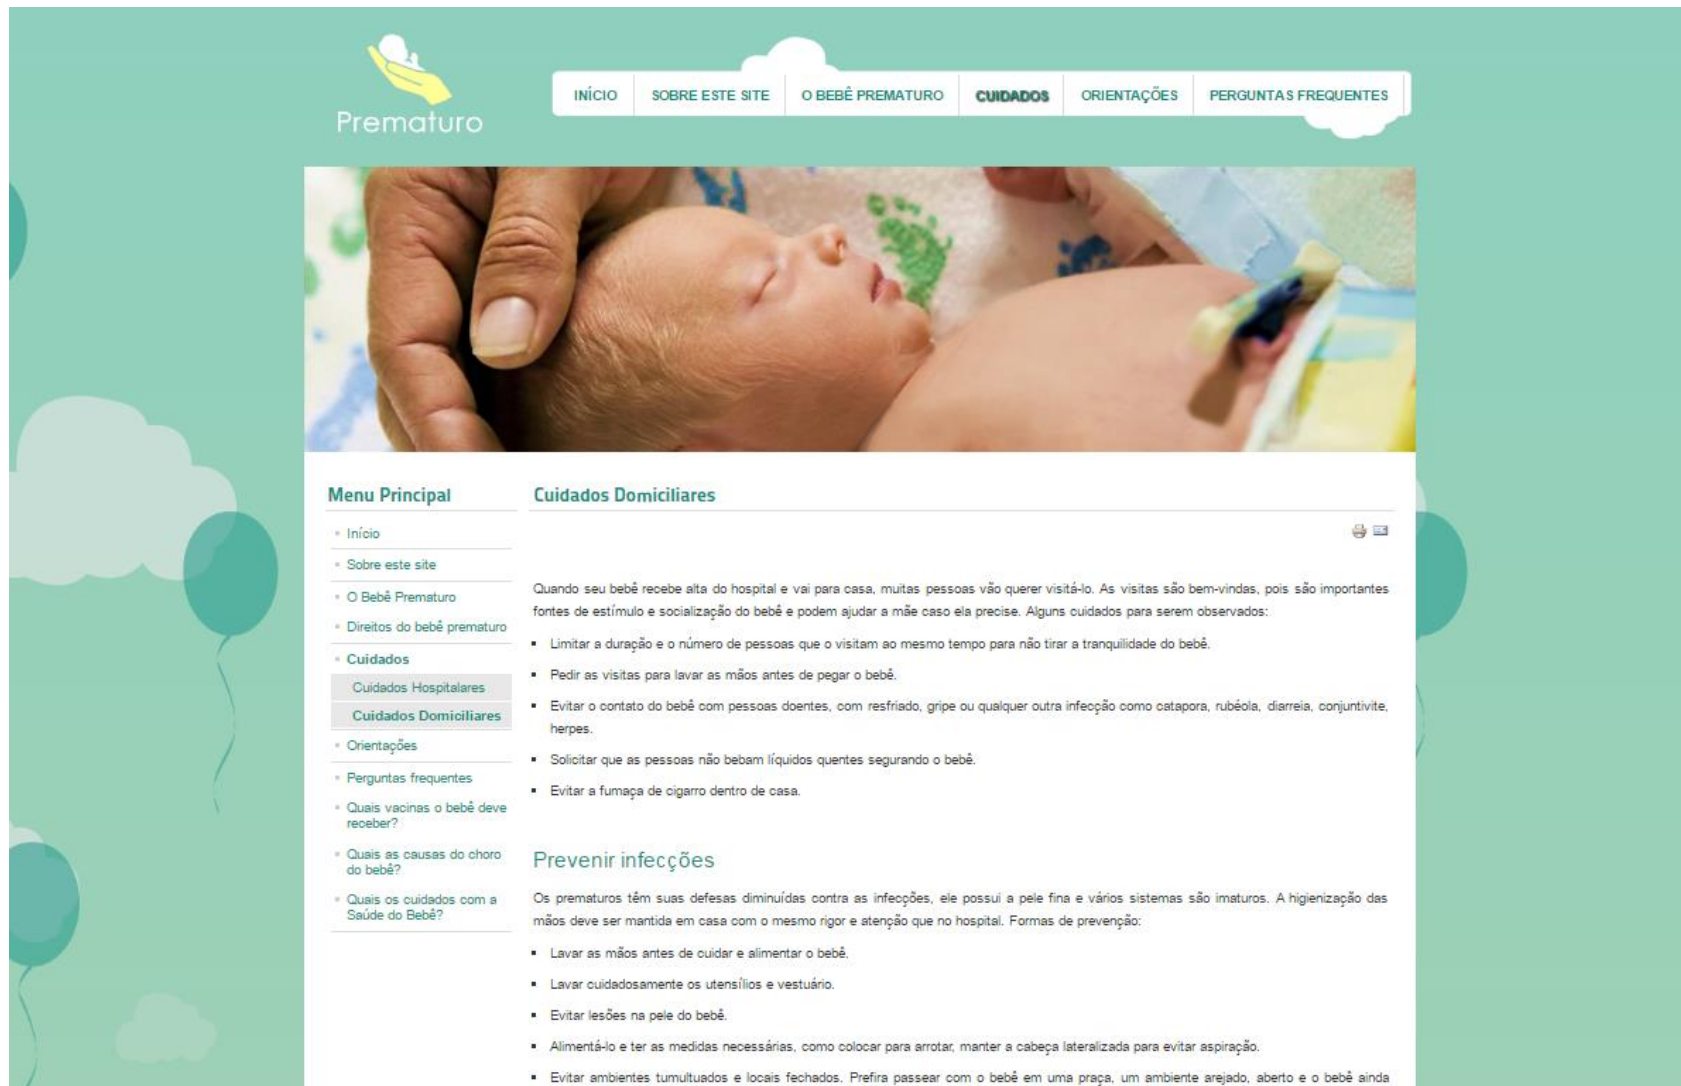 Prematuro
INÍCIO
SOBRE ESTE SITE
O BEBÊ PREMATURO
CUIDADOS
ORIENTAÇÕES
PERGUNTAS FREQUENTES
Menu Principal
Início
Sobre este site
O Bebê Prematuro
Direitos do bebê prematuro
Cuidados
Cuidados Hospitalares
Cuidados Domiciliares
Orientações
Perguntas frequentes
Quais vacinas o bebê deve
receber?
Quais as causas do choro
do bebê?
Quais os cuidados com a
Saúde do Bebê?
Cuidados Domiciliares
Quando seu bebê recebe alta do hospital e vai para casa, muitas pessoas vão querer visitá-lo. As visitas são bem-vindas, pois são importantes
fontes de estímulo e socialização do bebê e podem ajudar a mãe caso ela precise. Alguns cuidados para serem observados:
Limitar a duração e o número de pessoas que o visitam ao mesmo tempo para não tirar a tranquilidade do bebê.
Pedir as visitas para lavar as mãos antes de pegar o bebê.
Evitar o contato do bebê com pessoas doentes, com resfriado, gripe ou qualquer outra infecção como catapora, rubéola, diarreia, conjuntivite,
herpes.
Solicitar que as pessoas não bebam líquidos quentes segurando o bebê.
Evitar a fumaça de cigarro dentro de casa.
Prevenir infecções
Os prematuros têm suas defesas diminuídas contra as infecções, ele possui a pele fina e vários sistemas são imaturos. A higienização das
mãos deve ser mantida em casa com o mesmo rigor e atenção que no hospital. Formas de prevenção:
Lavar as mãos antes de cuidar e alimentar o bebê.
Lavar cuidadosamente os utensílios e vestuário.
Evitar lesões na pele do bebê.
Alimentá-lo e ter as medidas necessárias, como colocar para arrotar, manter a cabeça lateralizada para evitar aspiração.
Evitar ambientes tumultuados e locais fechados. Prefira passear com o bebê em uma praça, um ambiente arejado, aberto e o bebê ainda